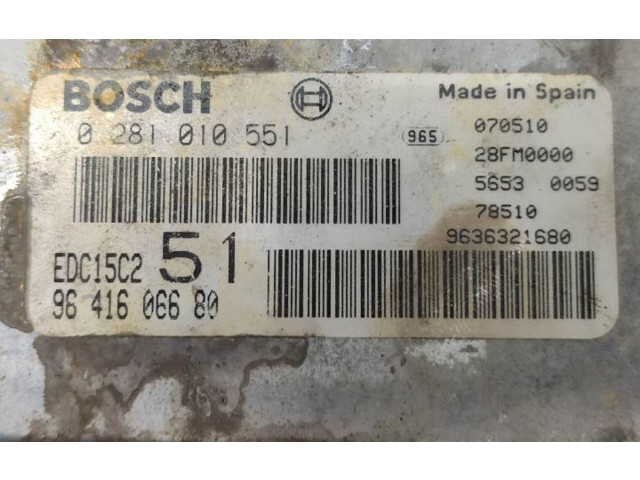 BOSCH
Made in Spain
0 281 010 551
965
070510
28FM0000
5653 0059
78510
9636321680
EDC15C2 51
96 416 066 80